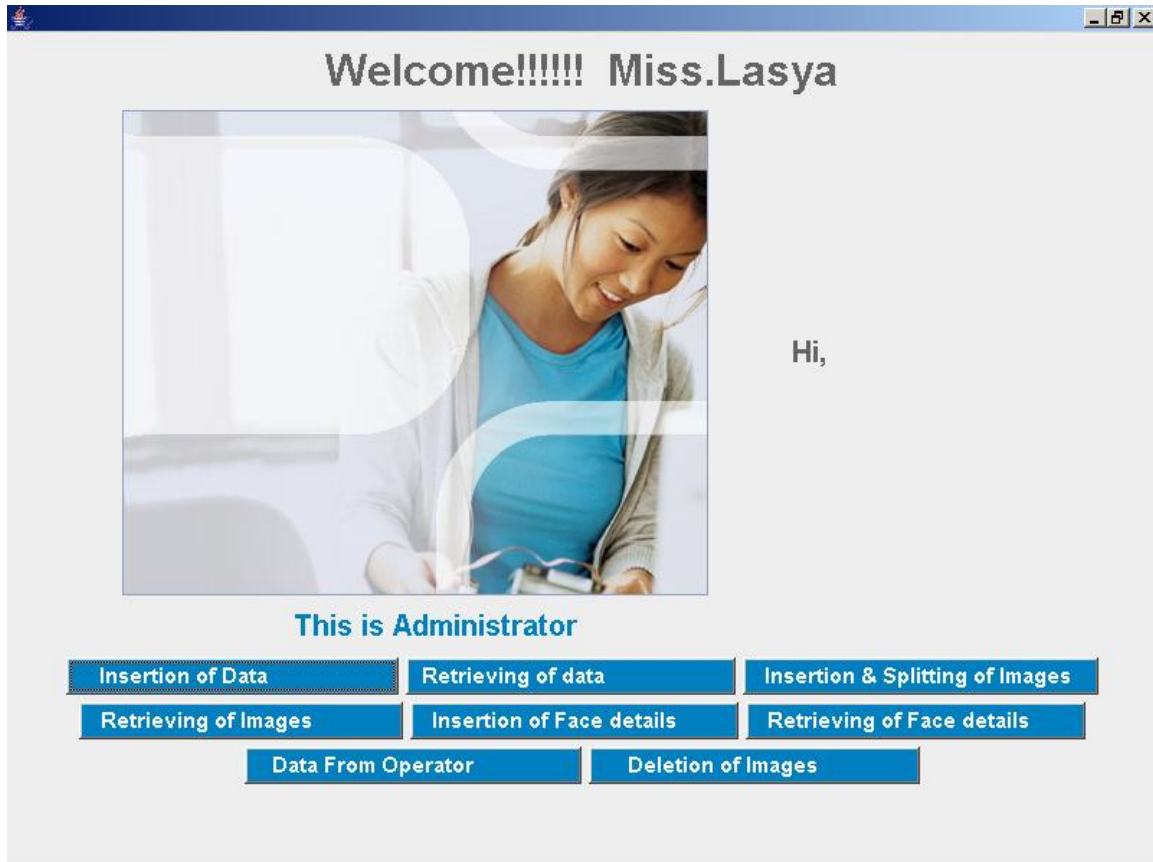 Welcome!!!!!!  Miss.Lasya
Hi,
This is Administrator
Insertion of Data
Retrieving of data
Insertion & Splitting of Images
Retrieving of Images
Insertion of Face details
Retrieving of Face details
Data From Operator
Deletion of Images